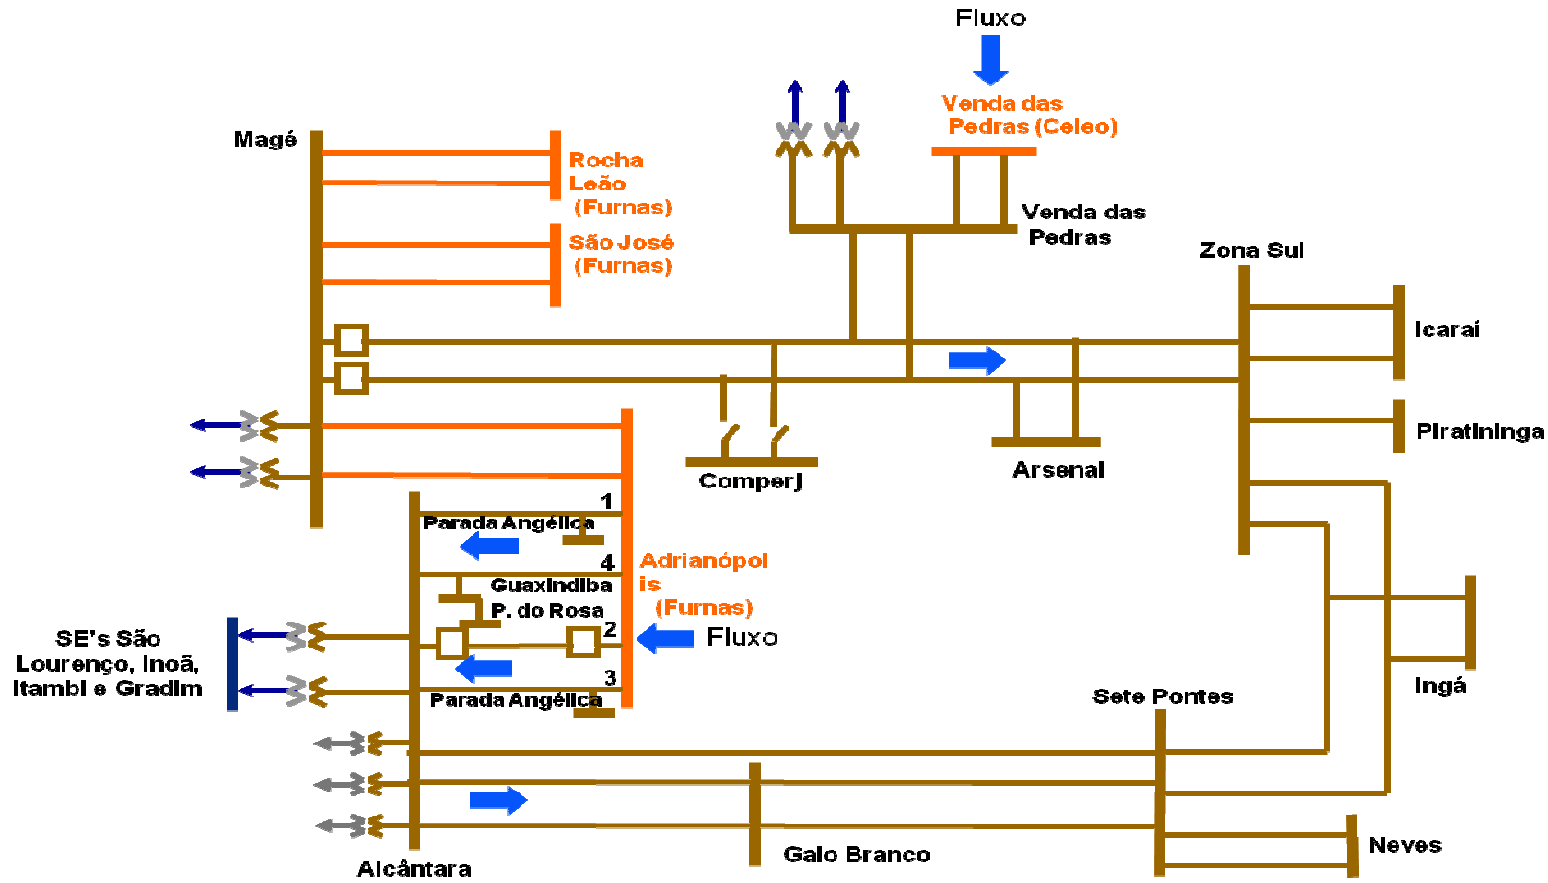 Fluxo
Venda das
Pedras (Celeo)
Magé
Rocha
Leão
(Furnas)
São José
(Furnas)
Venda das
Pedras
Zona Sul
Icaraí
Piratininga
Comperj
Arsenal
1
Parada Angélica
4
Guaxindiba
P. do Rosa
2
3
Parada Angélica
Adrianópol
is
(Furnas)
Fluxo
SE's São
Lourenço, Inoã,
Itambi e Gradim
Sete Pontes
Ingá
Galo Branco
Neves
Alcântara